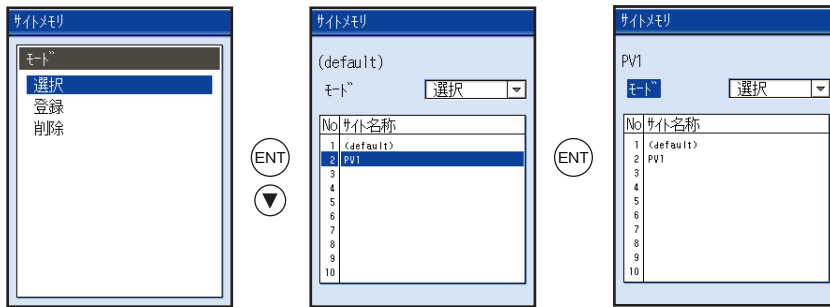 サイトメモリ
モード
選択
登録
削除
ENT
▼
サイトメモリ
(default)
モード 選択 ▼
No サイト名称
1 (default)
2 PV1
3
4
5
6
7
8
9
10
ENT
サイトメモリ
PV1
モード 選択 ▼
No サイト名称
1 (default)
2 PV1
3
4
5
6
7
8
9
10